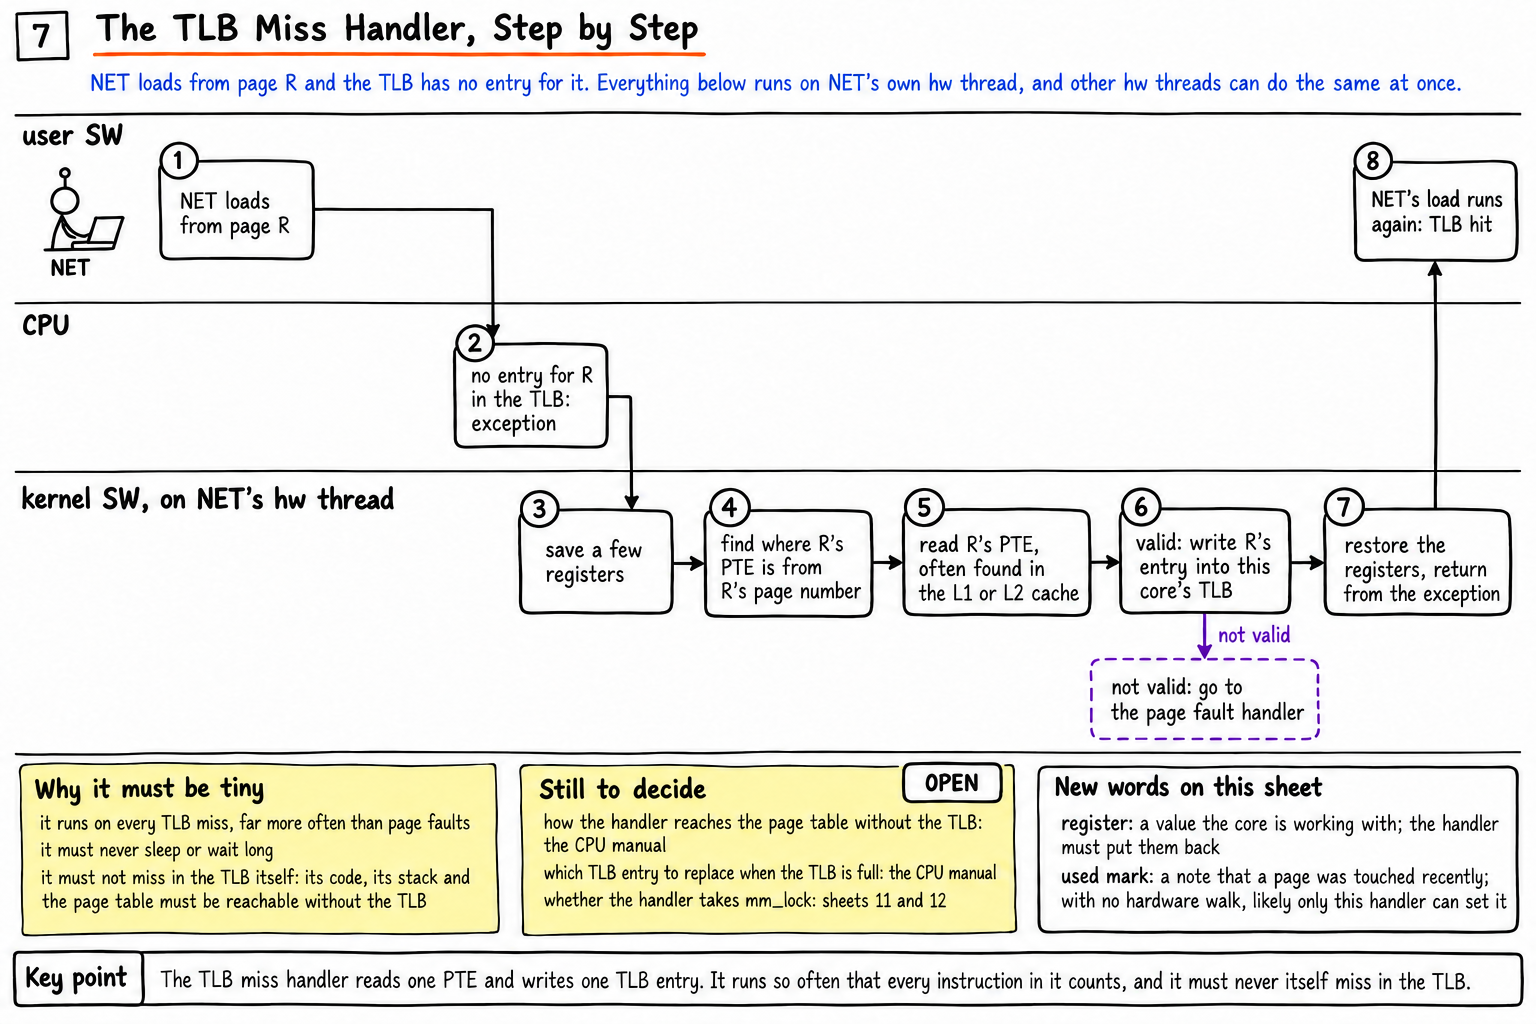 7
The TLB Miss Handler, Step by Step
NET loads from page R and the TLB has no entry for it. Everything below runs on NET's own hw thread, and other hw threads can do the same at once.
user SW
NET
1
NET loads
from page R
8
NET's load runs
again: TLB hit
CPU
2
no entry for R
in the TLB:
exception
kernel SW, on NET's hw thread
3
save a few
registers
4
find where R's
PTE is from
R's page number
5
read R's PTE,
often found in
the L1 or L2 cache
6
valid: write R's
entry into this
core's TLB
7
restore the
registers, return
from the exception
not valid
not valid: go to
the page fault handler
Why it must be tiny
it runs on every TLB miss, far more often than page faults
it must never sleep or wait long
it must not miss in the TLB itself: its code, its stack and
the page table must be reachable without the TLB
Still to decide
OPEN
how the handler reaches the page table without the TLB:
the CPU manual
which TLB entry to replace when the TLB is full: the CPU manual
whether the handler takes mm_lock: sheets 11 and 12
New words on this sheet
register: a value the core is working with; the handler
must put them back
used mark: a note that a page was touched recently;
with no hardware walk, likely only this handler can set it
Key point
The TLB miss handler reads one PTE and writes one TLB entry. It runs so often that every instruction in it counts, and it must never itself miss in the TLB.